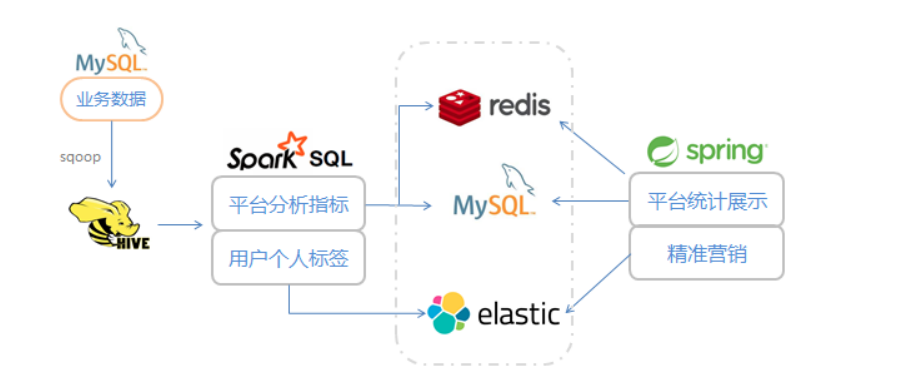 MySQL
业务数据
sqoop
HIVE
Spark SQL
平台分析指标
用户个人标签
redis
MySQL
elastic
spring
平台统计展示
精准营销